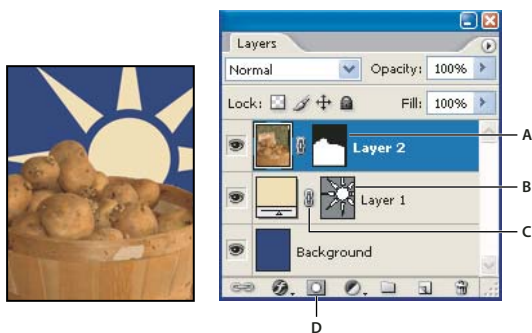 Layers
Normal Opacity: 100%
Lock: Fill: 100%
A
Layer 2
B
Layer 1
C
Background
D